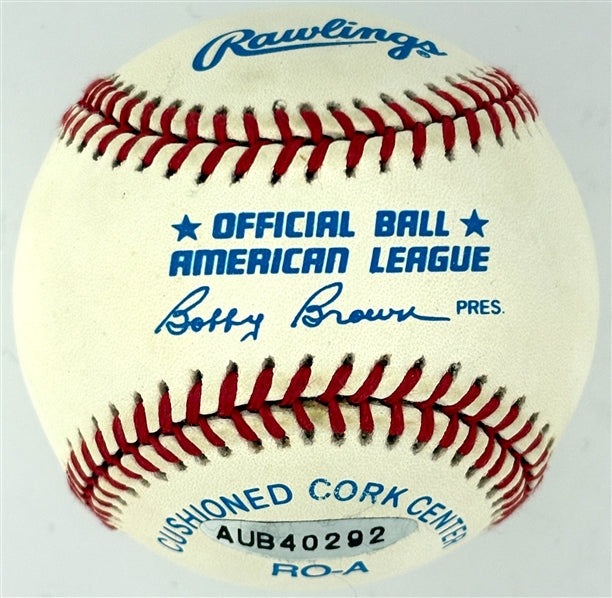 Rawlings®
★ OFFICIAL BALL ★
AMERICAN LEAGUE
Bobby Brown PRES.
CUSHIONED CORK CENTER
AUB40292
RO-A